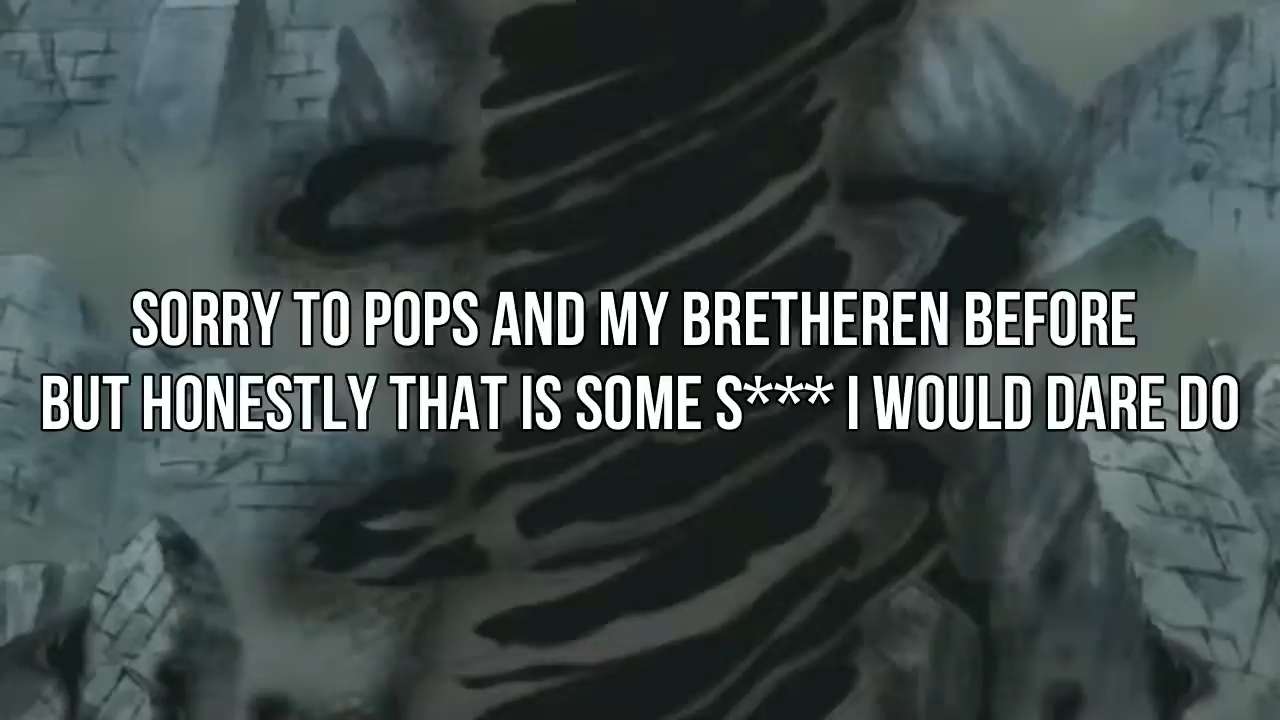 SORRY TO POPS AND MY BRETHEREN BEFORE
BUT HONESTLY THAT IS SOME S*** I WOULD DARE DO